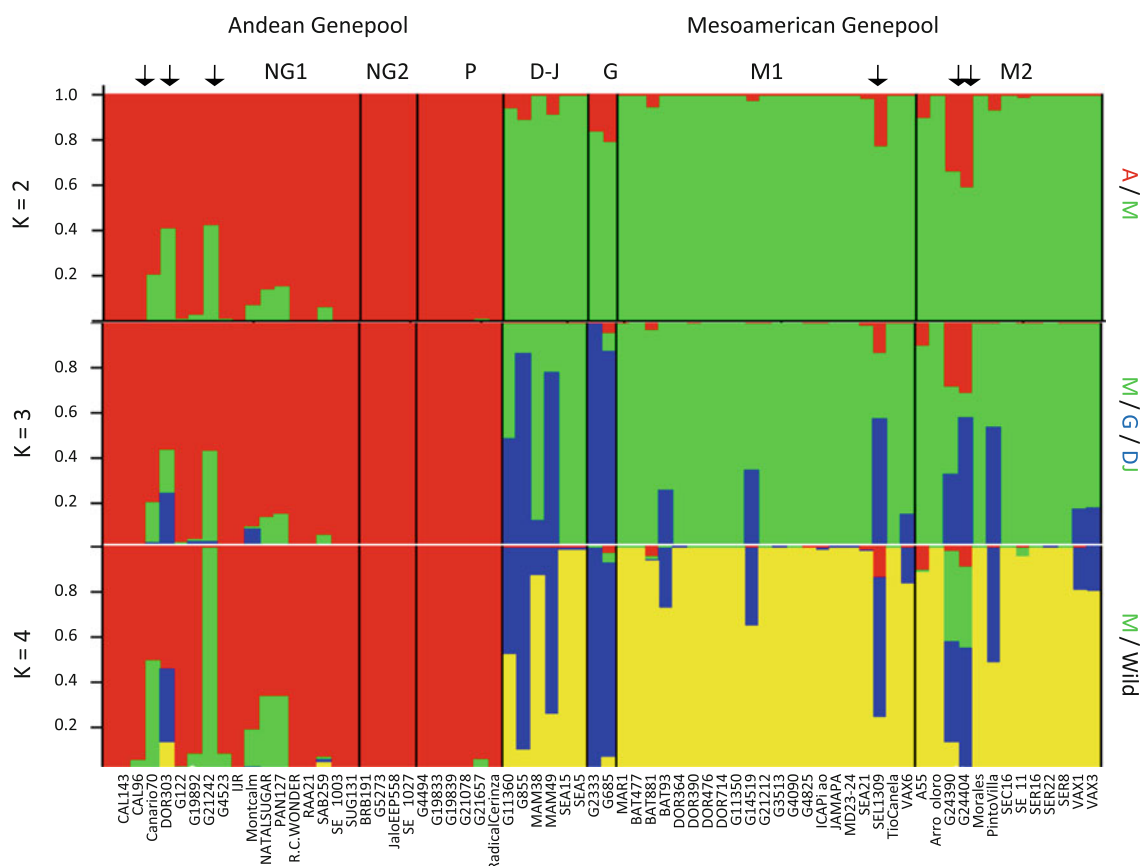 Andean Genepool Mesoamerican Genepool
NG1 NG2 P D-J G M1 M2
K = 2
1.0
0.8
0.6
0.4
0.2
A / M
K = 3
0.8
0.6
0.4
0.2
M / G / DJ
K = 4
0.8
0.6
0.4
0.2
M / Wild
CAL143
CAL96
Canario70
DOR303
G122
G19892
G21242
G4523
IJR
Montcalm
NATALSUGAR
PAN127
R.C.WONDER
RAA21
SAB259
SE 1003
SUG131
BRB191
G5273
JaloEEP558
SE 1027
G4494
G19833
G19839
G21078
G21657
RadicalCerinza
G11360
G855
MAM38
MAM49
SEA15
SEA5
G2333
G685
MAR1
BAT477
BAT881
BAT93
DOR364
DOR390
DOR476
DOR714
G11350
G14519
G21212
G3513
G4090
G4825
ICAPi ao
JAMAPA
MD23-24
SEA21
SEL1309
TioCanela
VAX6
A55
Arro oloro
G24390
G24404
Morales
PintoVilla
SEC16
SE 11
SER16
SER22
SER8
VAX1
VAX3